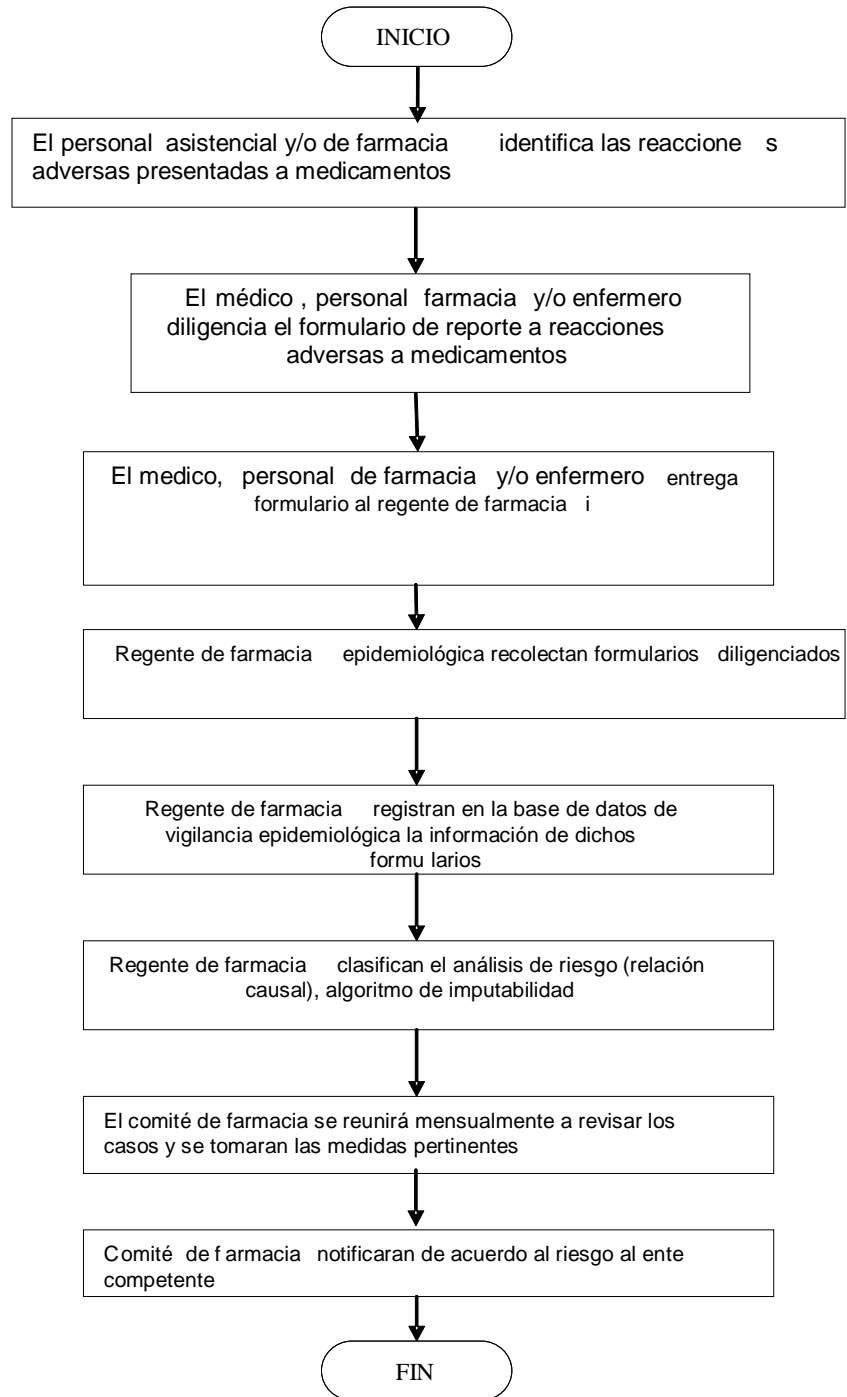 INICIO
El personal asistencial y/o de farmacia identifica las reaccione s
adversas presentadas a medicamentos
El médico , personal farmacia y/o enfermero
diligencia el formulario de reporte a reacciones
adversas a medicamentos
El medico, personal de farmacia y/o enfermero entrega
formulario al regente de farmacia i
Regente de farmacia epidemiológica recolectan formularios diligenciados
Regente de farmacia registran en la base de datos de
vigilancia epidemiológica la información de dichos
formu larios
Regente de farmacia clasifican el análisis de riesgo (relación
causal), algoritmo de imputabilidad
El comité de farmacia se reunirá mensualmente a revisar los
casos y se tomaran las medidas pertinentes
Comité de f armacia notificaran de acuerdo al riesgo al ente
competente
FIN